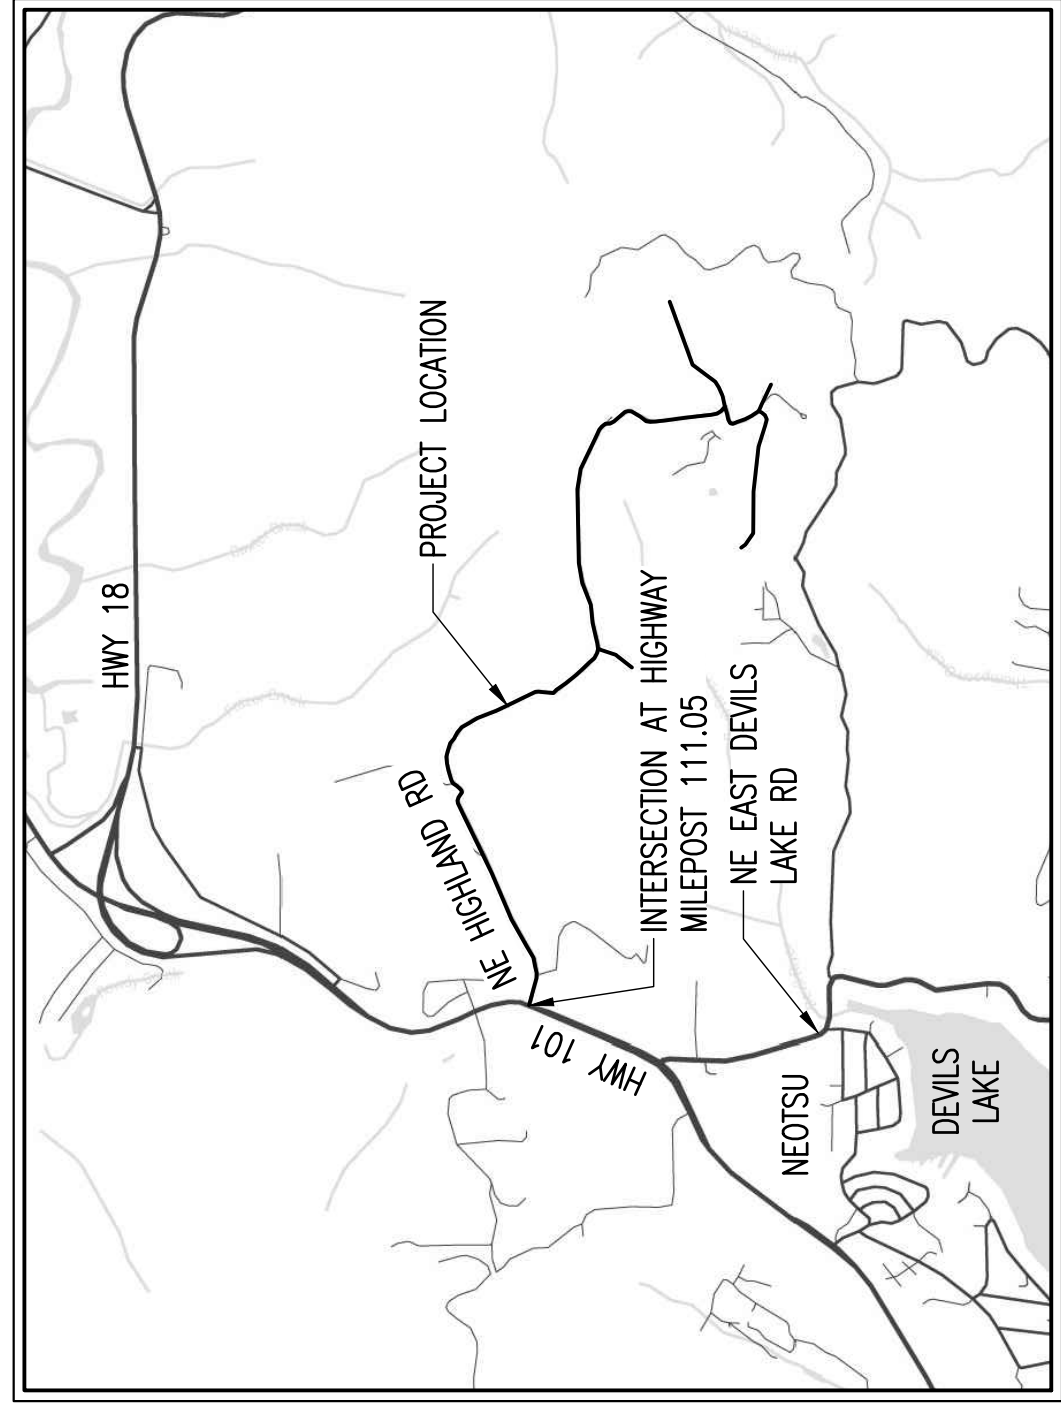 HWY 18
PROJECT LOCATION
NE HIGHLAND RD
HWY 101
INTERSECTION AT HIGHWAY
MILEPOST 111.05
NE EAST DEVILS
LAKE RD
NEOTSU
DEVILS
LAKE